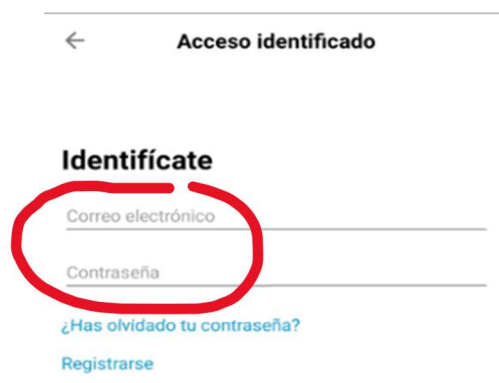 Acceso identificado
Identifícate
Correo electrónico
Contraseña
¿Has olvidado tu contraseña?
Registrarse